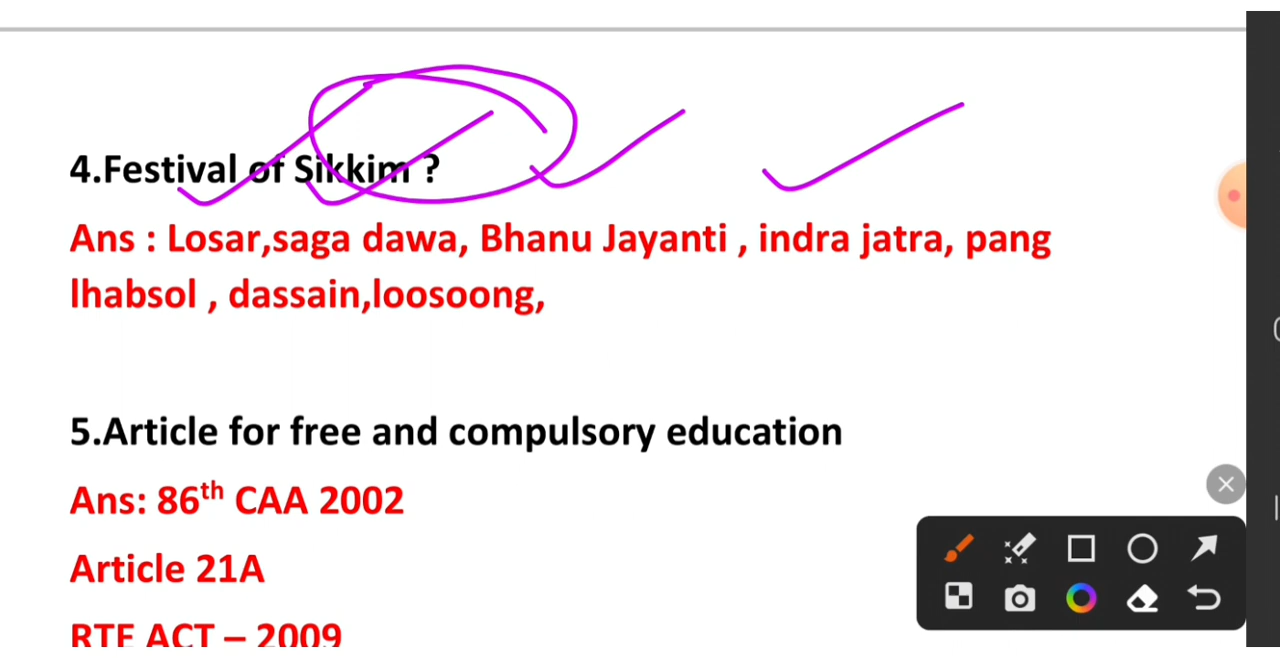 4.Festival of Sikkim ?
Ans : Losar,saga dawa, Bhanu Jayanti , indra jatra, pang
lhabsol , dassain,loosoong,
5.Article for free and compulsory education
Ans: 86th CAA 2002
Article 21A
RTE ACT – 2009